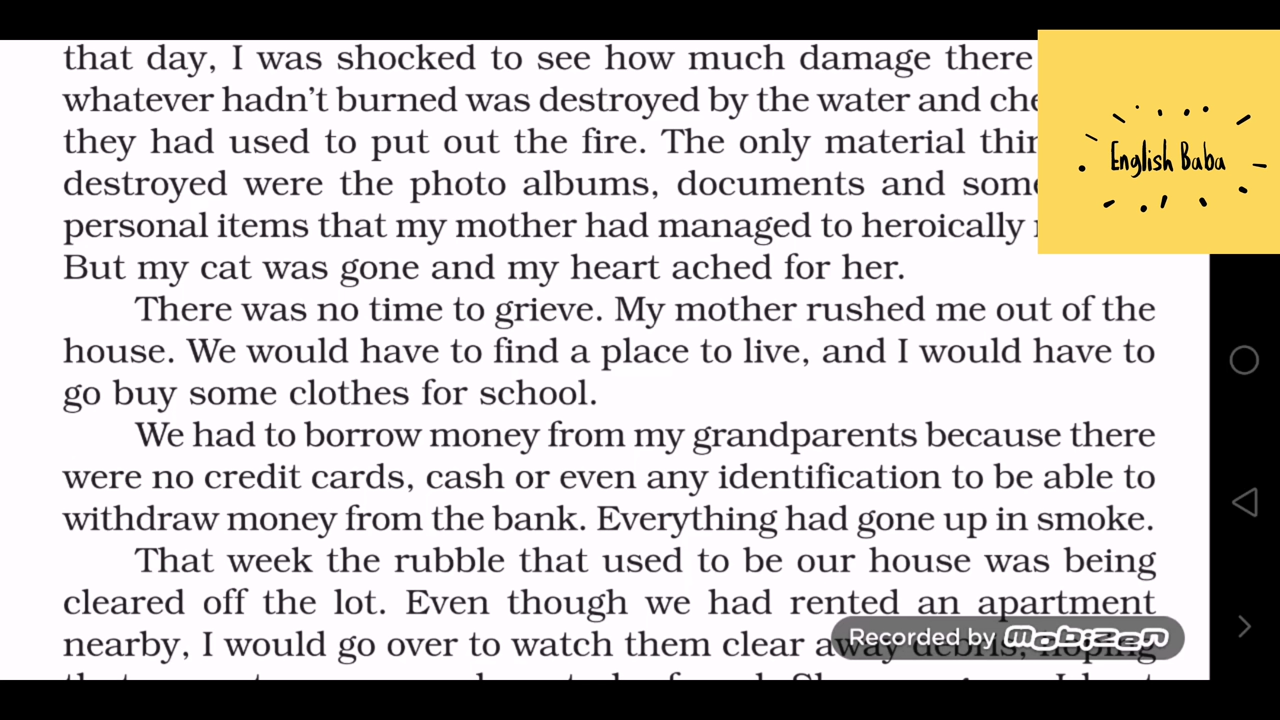 that day, I was shocked to see how much damage there
whatever hadn't burned was destroyed by the water and
they had used to put out the fire. The only material
destroyed were the photo albums, documents and
personal items that my mother had managed to heroically
But my cat was gone and my heart ached for her.
There was no time to grieve. My mother rushed me out of the
house. We would have to find a place to live, and I would have to
go buy some clothes for school.
We had to borrow money from my grandparents because there
were no credit cards, cash or even any identification to be able to
withdraw money from the bank. Everything had gone up in smoke.
That week the rubble that used to be our house was being
cleared off the lot. Even though we had rented an apartment
nearby, I would go over to watch them clear away debris, hoping
English Baba
Recorded by mobizen